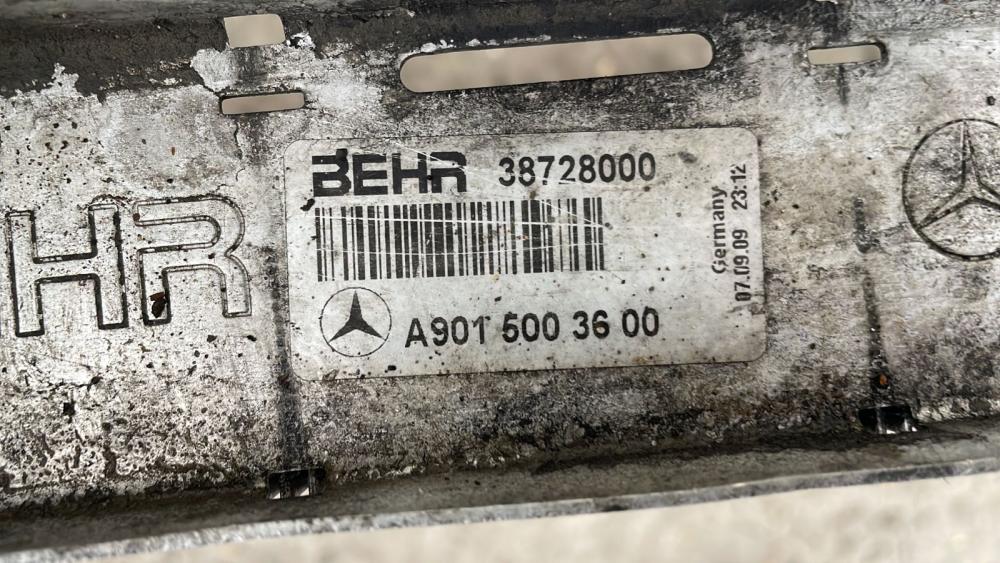 BEHR 38728000
A901 500 36 00
Germany
07.09.09 23:12
HR